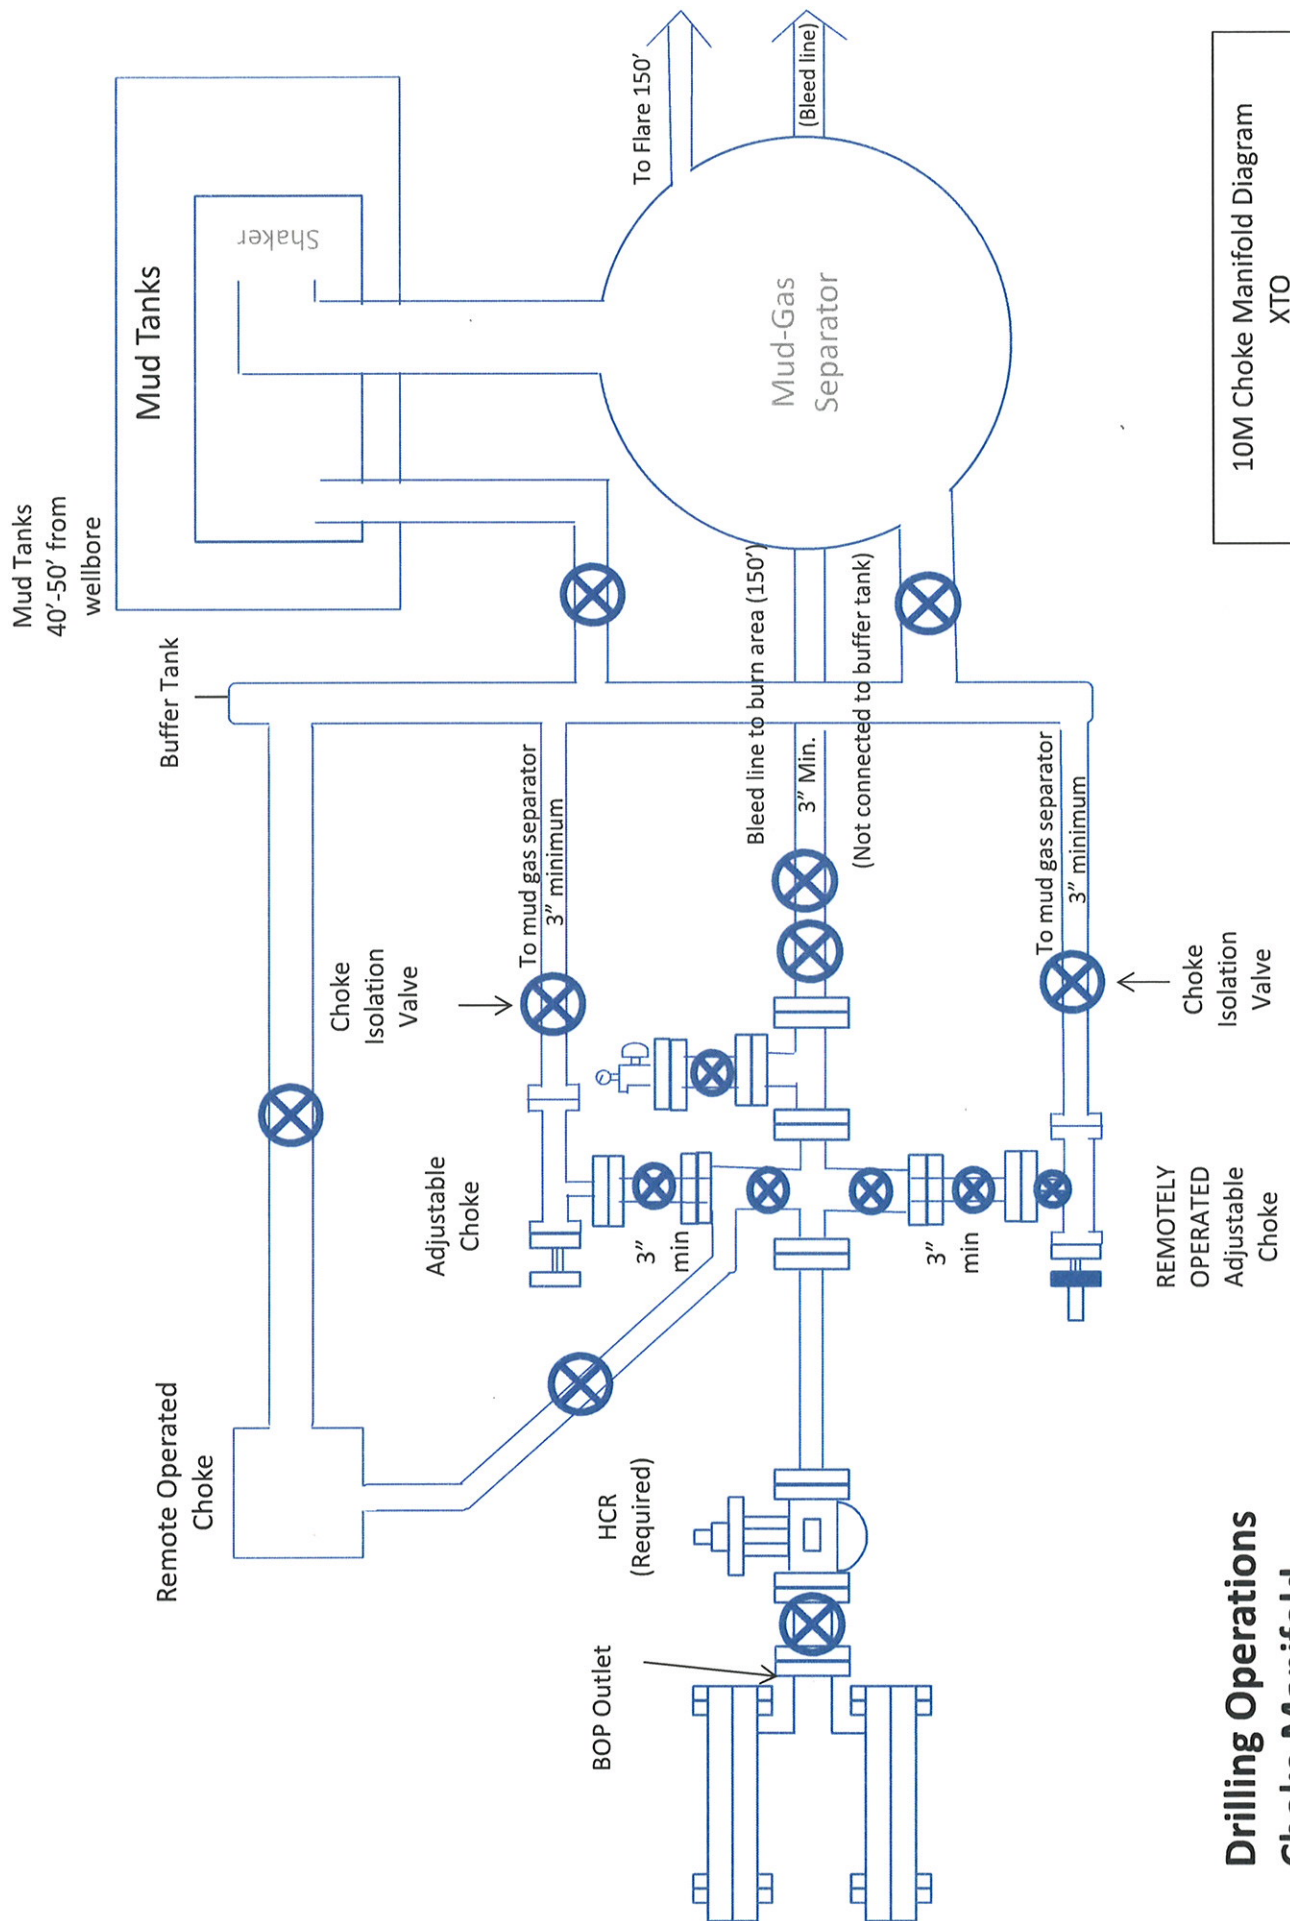 Mud Tanks
40'-50' from
wellbore
Mud Tanks
Shaker
To Flare 150'
(Bleed line)
Mud-Gas
Separator
Buffer Tank
Bleed line to burn area (150')
3" Min.
(Not connected to buffer tank)
To mud gas separator
3" minimum
To mud gas separator
3" minimum
Choke
Isolation
Valve
Choke
Isolation
Valve
Adjustable
Choke
3"
min
3"
min
REMOTELY
OPERATED
Adjustable
Choke
Remote Operated
Choke
HCR
(Required)
BOP Outlet
Drilling Operations
Choke Manifold
10M Choke Manifold Diagram
XTO